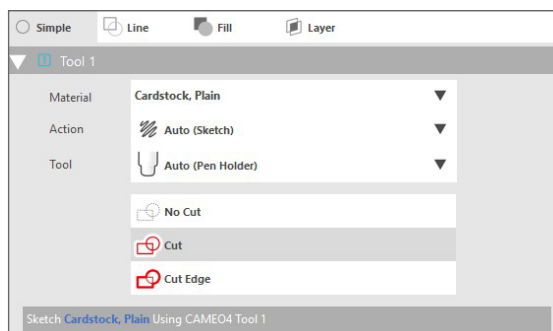 Simple Line Fill Layer
1 Tool 1
Material Cardstock, Plain
Action Auto (Sketch)
Tool Auto (Pen Holder)
No Cut
Cut
Cut Edge
Sketch Cardstock, Plain Using CAMEO4 Tool 1